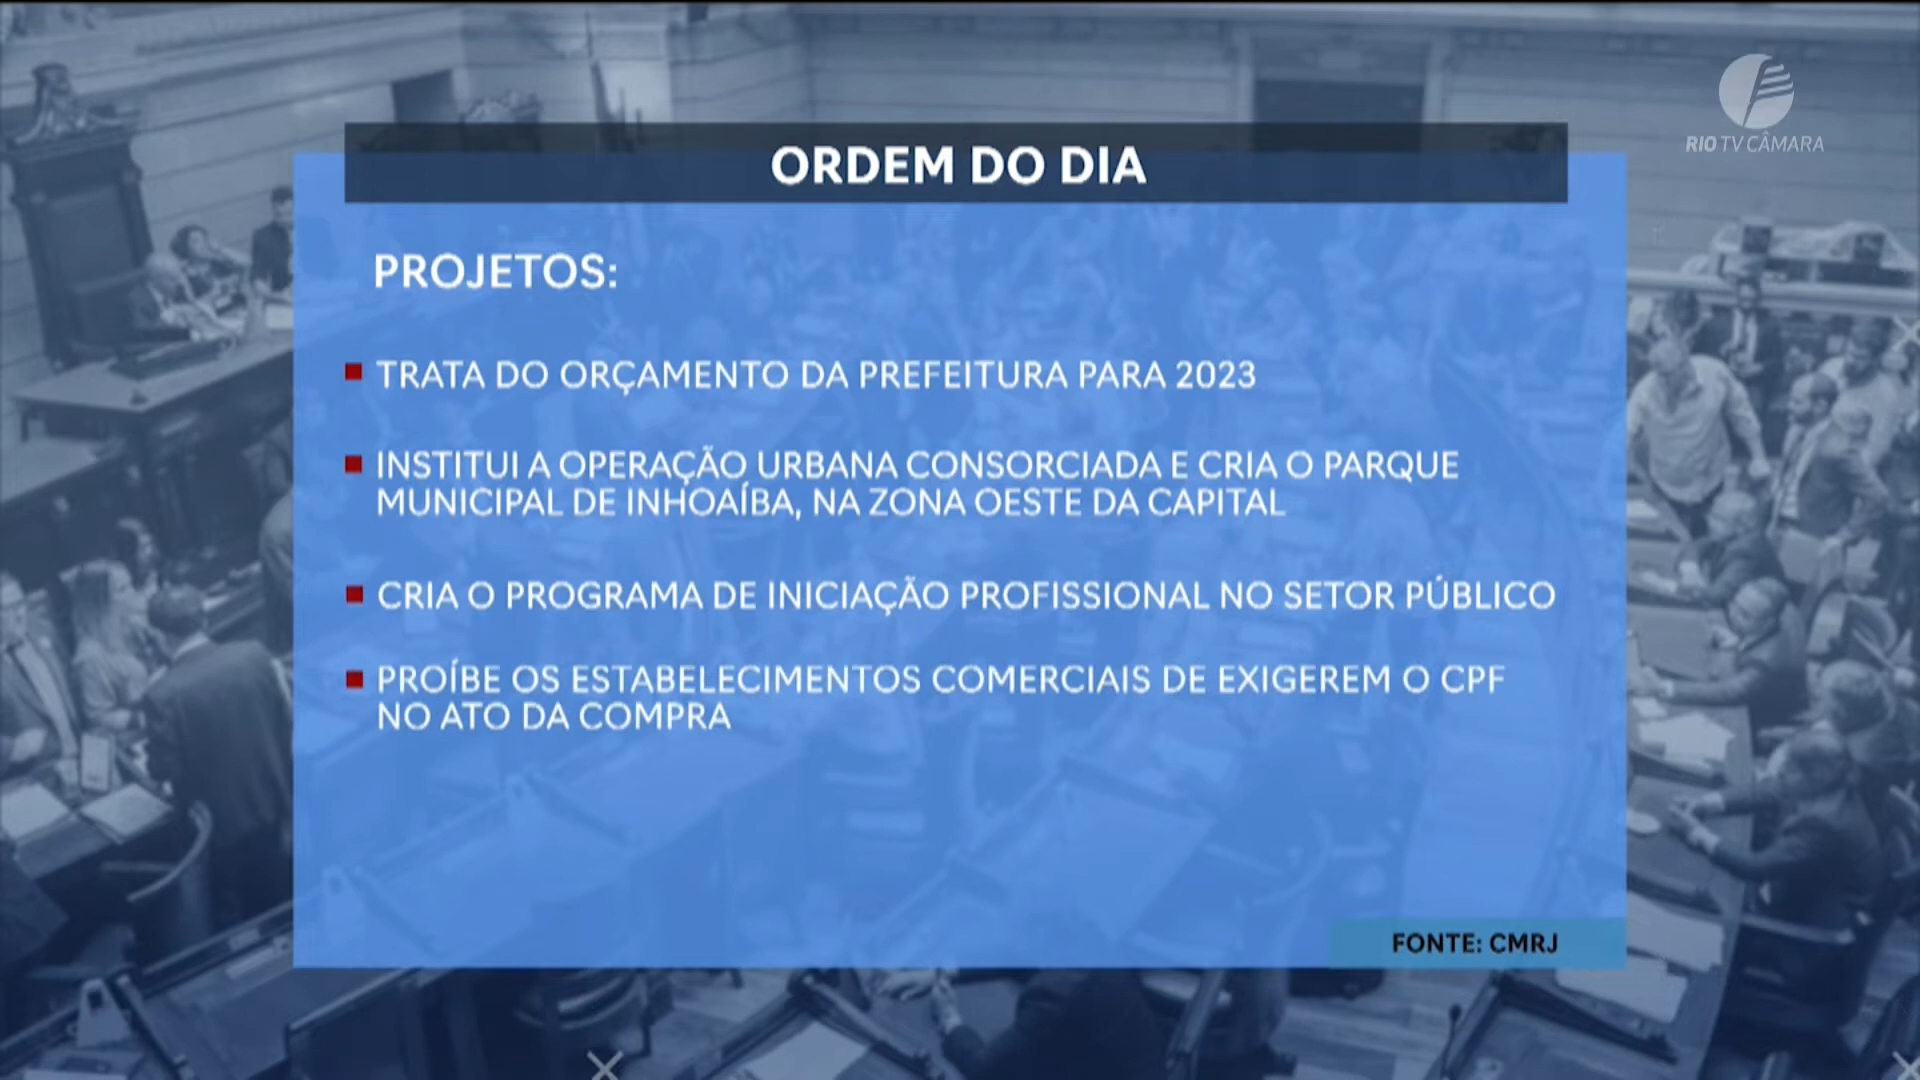 RIO TV CÂMARA
ORDEM DO DIA
PROJETOS:
TRATA DO ORÇAMENTO DA PREFEITURA PARA 2023
INSTITUI A OPERAÇÃO URBANA CONSORCIADA E CRIA O PARQUE
MUNICIPAL DE INHOAÍBA, NA ZONA OESTE DA CAPITAL
CRIA O PROGRAMA DE INICIAÇÃO PROFISSIONAL NO SETOR PÚBLICO
PROÍBE OS ESTABELECIMENTOS COMERCIAIS DE EXIGEREM O CPF
NO ATO DA COMPRA
FONTE: CMRJ